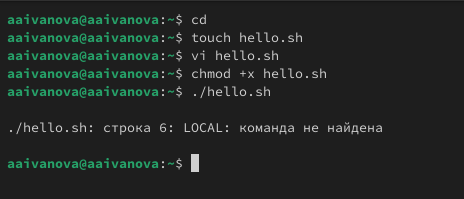 aaivanova@aaivanova:~$ cd
aaivanova@aaivanova:~$ touch hello.sh
aaivanova@aaivanova:~$ vi hello.sh
aaivanova@aaivanova:~$ chmod +x hello.sh
aaivanova@aaivanova:~$ ./hello.sh
./hello.sh: строка 6: LOCAL: команда не найдена
aaivanova@aaivanova:~$